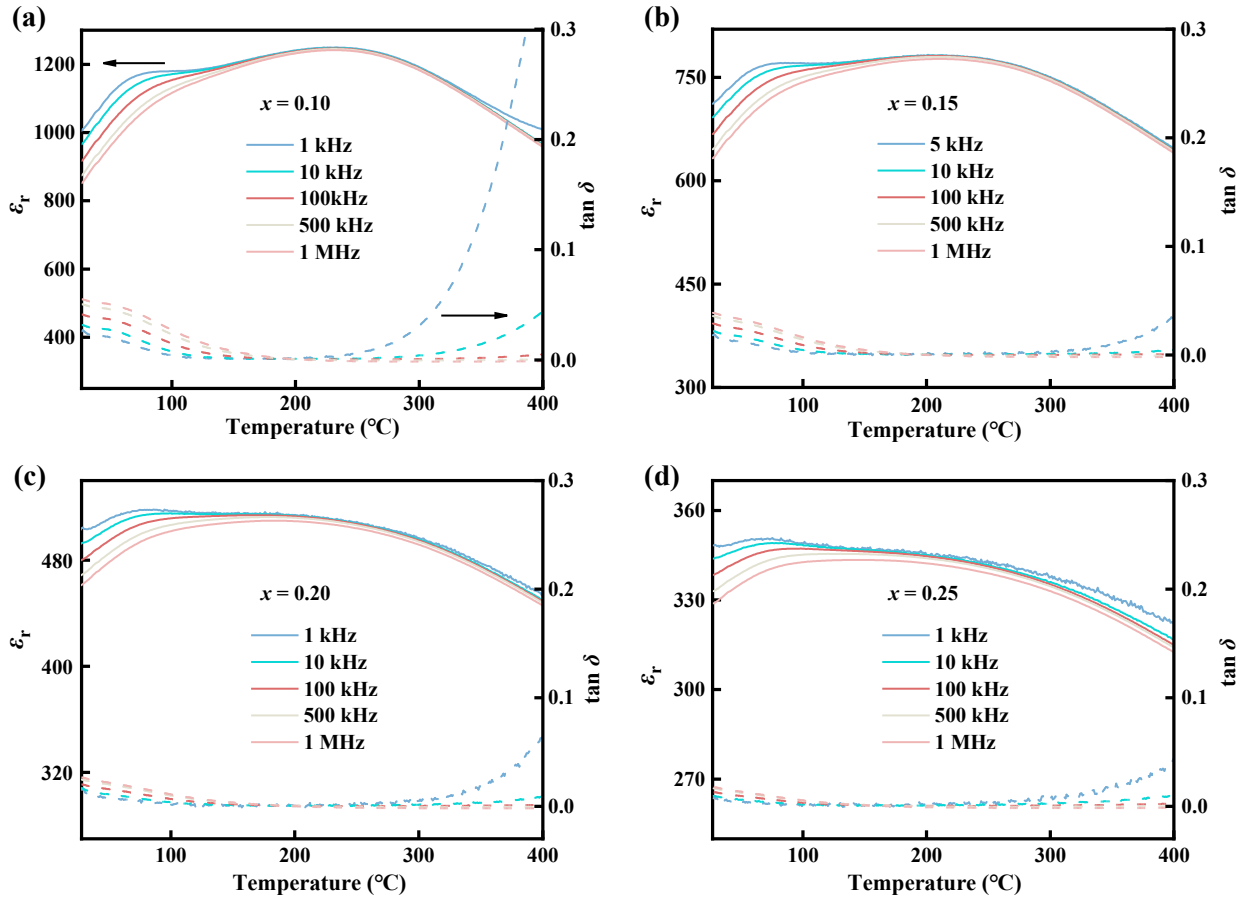 (a)
0.3
1200
x = 0.10
1 kHz
0.2
1000
10 kHz
εr
800
100kHz
tan δ
500 kHz
1 MHz
0.1
600
400
0.0
100
200
300
400
Temperature (°C)
(b)
0.3
750
x = 0.15
5 kHz
0.2
600
10 kHz
εr
100 kHz
tan δ
500 kHz
1 MHz
0.1
450
0.0
300
100
200
300
400
Temperature (°C)
(c)
0.3
480
x = 0.20
0.2
εr
1 kHz
400
10 kHz
tan δ
100 kHz
500 kHz
0.1
1 MHz
320
0.0
100
200
300
400
Temperature (°C)
(d)
0.3
360
330
x = 0.25
0.2
εr
1 kHz
300
10 kHz
tan δ
100 kHz
500 kHz
0.1
1 MHz
270
0.0
100
200
300
400
Temperature (°C)